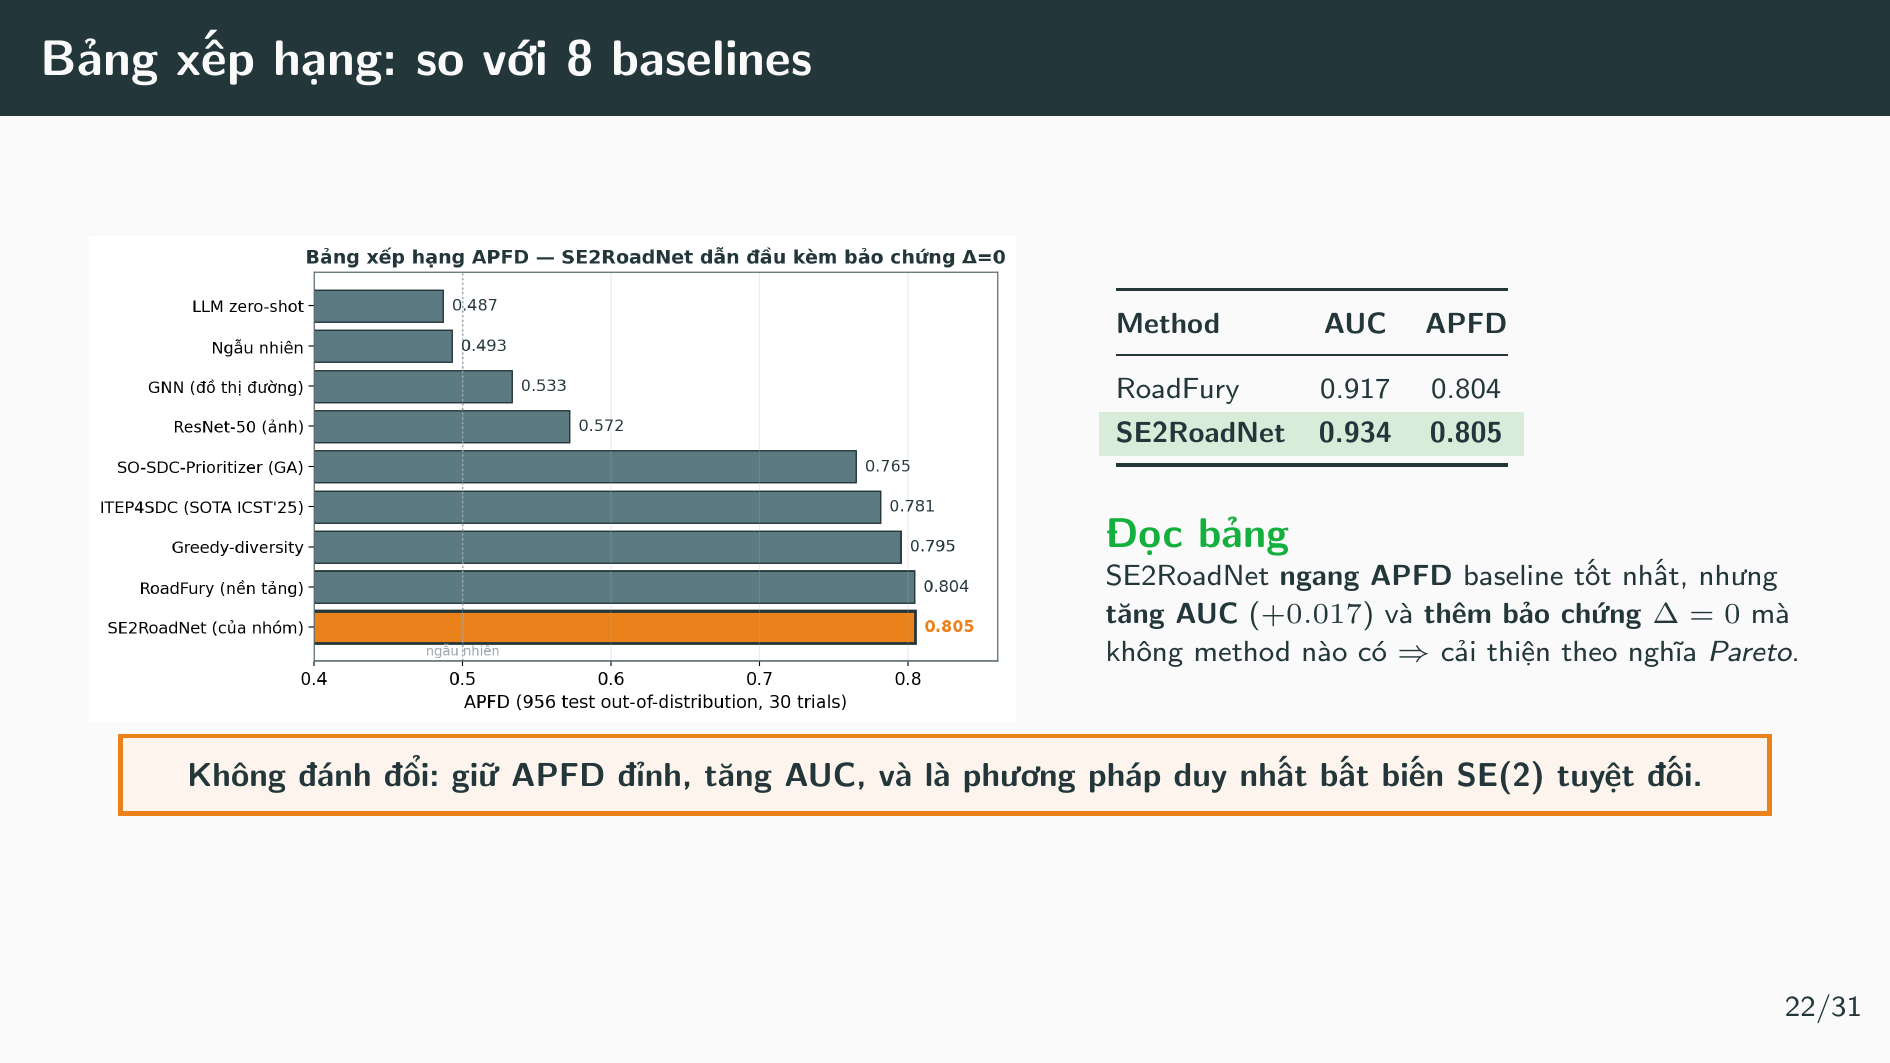 Bảng xếp hạng: so với 8 baselines
Bảng xếp hạng APFD — SE2RoadNet dẫn đầu kèm bảo chứng Δ=0
LLM zero-shot 0.487
Ngẫu nhiên 0.493
GNN (đồ thị đường) 0.533
ResNet-50 (ảnh) 0.572
SO-SDC-Prioritizer (GA) 0.765
ITEP4SDC (SOTA ICST'25) 0.781
Greedy-diversity 0.795
RoadFury (nền tảng) 0.804
SE2RoadNet (của nhóm) 0.805
ngẫu nhiên
0.4 0.5 0.6 0.7 0.8
APFD (956 test out-of-distribution, 30 trials)
Method AUC APFD
RoadFury 0.917 0.804
SE2RoadNet 0.934 0.805
Đọc bảng
SE2RoadNet ngang APFD baseline tốt nhất, nhưng
tăng AUC (+0.017) và thêm bảo chứng Δ = 0 mà
không method nào có ⇒ cải thiện theo nghĩa Pareto.
Không đánh đổi: giữ APFD đỉnh, tăng AUC, và là phương pháp duy nhất bất biến SE(2) tuyệt đối.
22/31